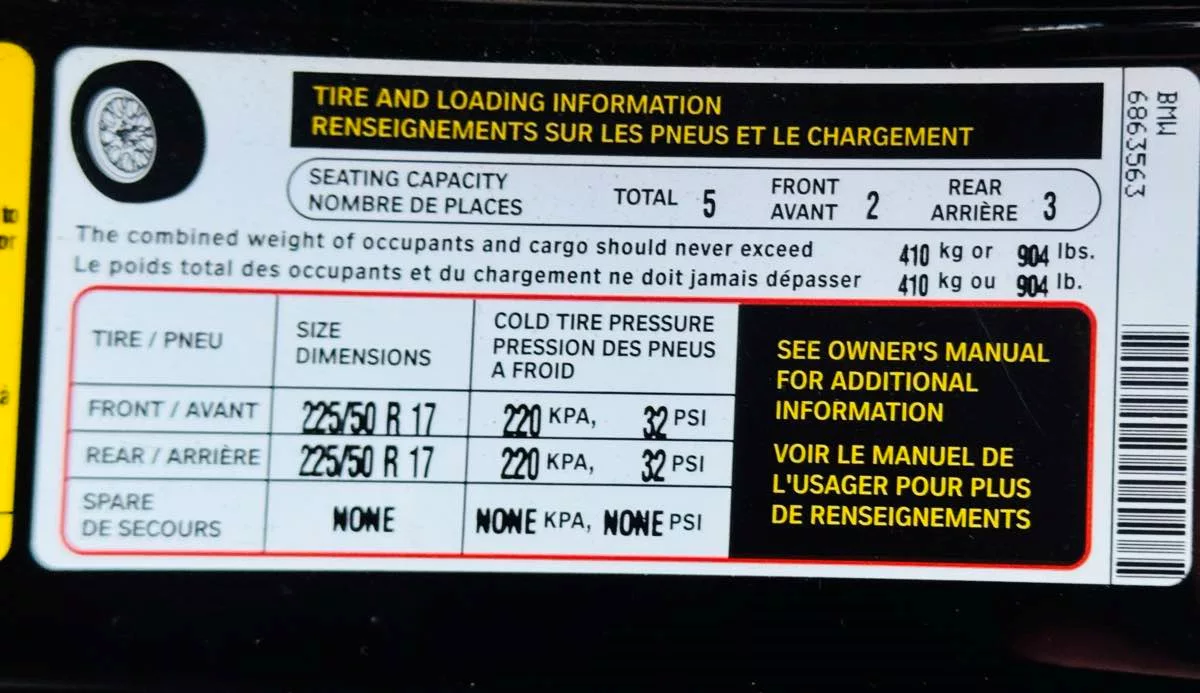 TIRE AND LOADING INFORMATION
RENSEIGNEMENTS SUR LES PNEUS ET LE CHARGEMENT
SEATING CAPACITY
NOMBRE DE PLACES
TOTAL 5
FRONT
AVANT 2
REAR
ARRIÈRE 3
The combined weight of occupants and cargo should never exceed 410 kg or 904 lbs.
Le poids total des occupants et du chargement ne doit jamais dépasser 410 kg ou 904 lb.
TIRE / PNEU
SIZE
DIMENSIONS
COLD TIRE PRESSURE
PRESSION DES PNEUS
A FROID
FRONT / AVANT 225/50 R 17 220 KPA, 32 PSI
REAR / ARRIÈRE 225/50 R 17 220 KPA, 32 PSI
SPARE
DE SECOURS NONE NONE KPA, NONE PSI
SEE OWNER'S MANUAL
FOR ADDITIONAL
INFORMATION
VOIR LE MANUEL DE
L'USAGER POUR PLUS
DE RENSEIGNEMENTS
BMW
6863563
to
à